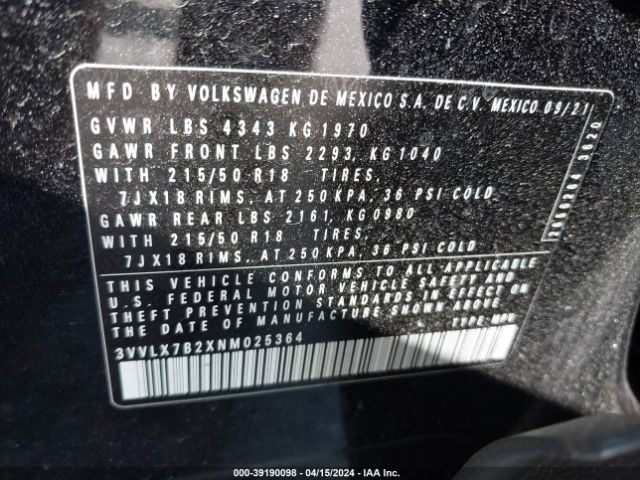 MFD BY VOLKSWAGEN DE MEXICO S.A. DE C.V. MEXICO 09/21
GVWR LBS 4343 KG 1970
GAWR FRONT LBS 2293, KG 1040
WITH 215/50 R18 TIRES,
7JX18 RIMS, AT 250 KPA, 36 PSI COLD
GAWR REAR LBS 2161, KG0980
WITH 215/50 R18 TIRES,
7JX18 RIMS, AT 250 KPA, 36 PSI COLD
THIS VEHICLE CONFORMS TO ALL APPLICABLE
U.S. FEDERAL MOTOR VEHICLE SAFETY AND
THEFT PREVENTION STANDARDS IN EFFECT ON
THE DATE OF MANUFACTURE SHOWN ABOVE
TYPE: MPV
3VVLX7B2XNM025364
3620
000-39190098 - 04/15/2024 - IAA Inc.